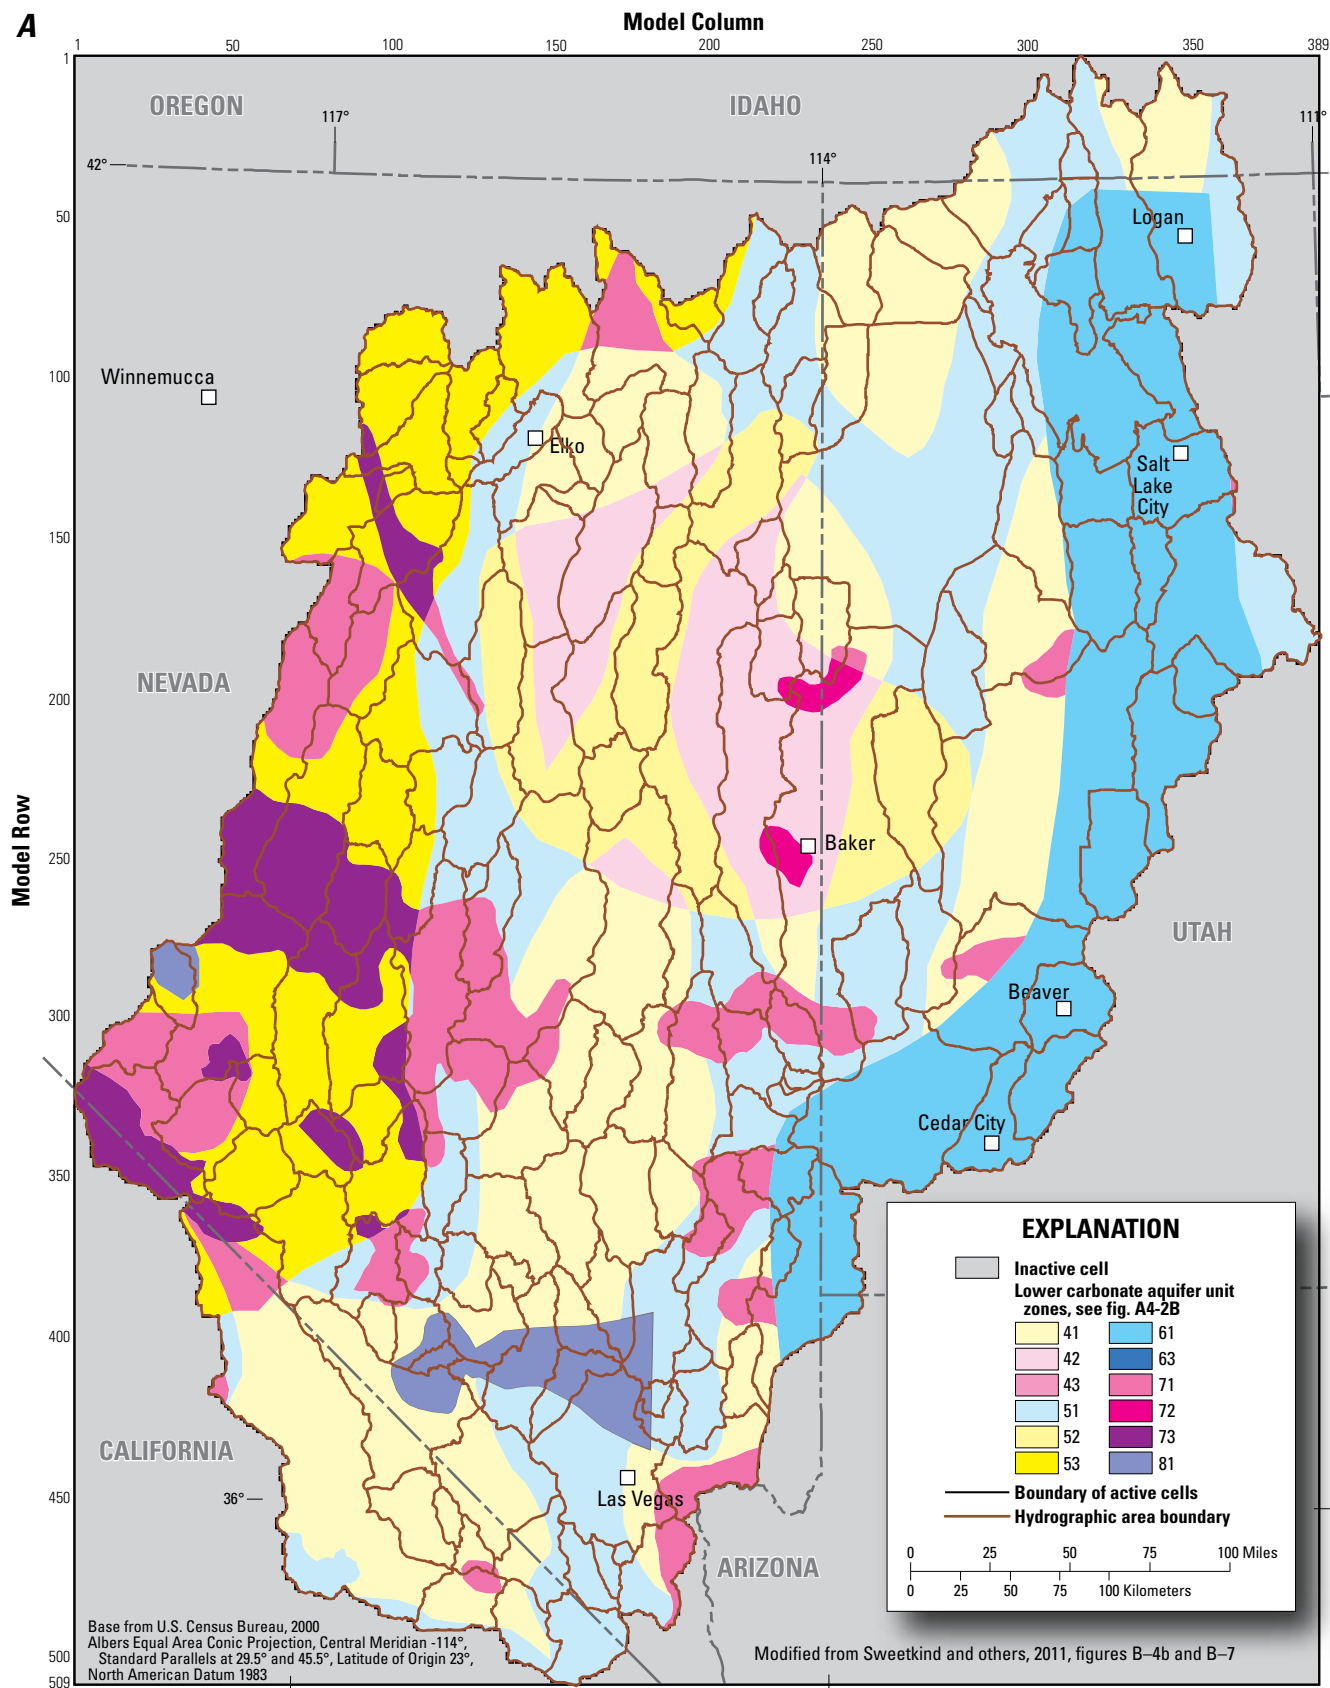 A
Model Column
1 50 100 150 200 250 300 350 389
1
OREGON
IDAHO
117°
111°
42°
114°
50
Logan
100
Winnemucca
Elko
Salt
Lake
City
150
NEVADA
200
Model Row
Baker
250
UTAH
Beaver
300
Cedar City
350
EXPLANATION
Inactive cell
Lower carbonate aquifer unit
zones, see fig. A4-2B
41 61
42 63
43 71
51 72
52 73
53 81
Boundary of active cells
Hydrographic area boundary
0 25 50 75 100 Miles
0 25 50 75 100 Kilometers
400
CALIFORNIA
Las Vegas
450
36°
ARIZONA
Base from U.S. Census Bureau, 2000
Albers Equal Area Conic Projection, Central Meridian -114°,
Standard Parallels at 29.5° and 45.5°, Latitude of Origin 23°,
North American Datum 1983
Modified from Sweetkind and others, 2011, figures B–4b and B–7
500
509